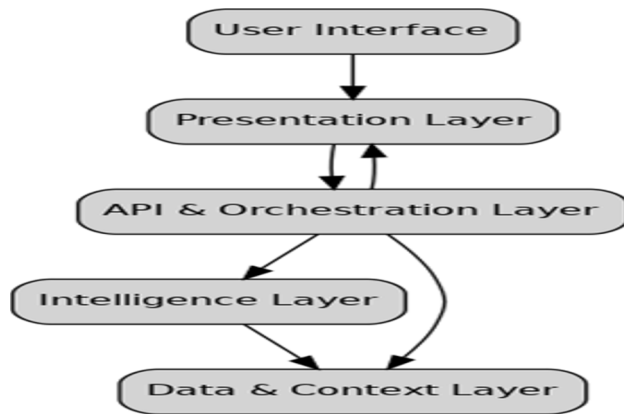 User Interface
Presentation Layer
API & Orchestration Layer
Intelligence Layer
Data & Context Layer